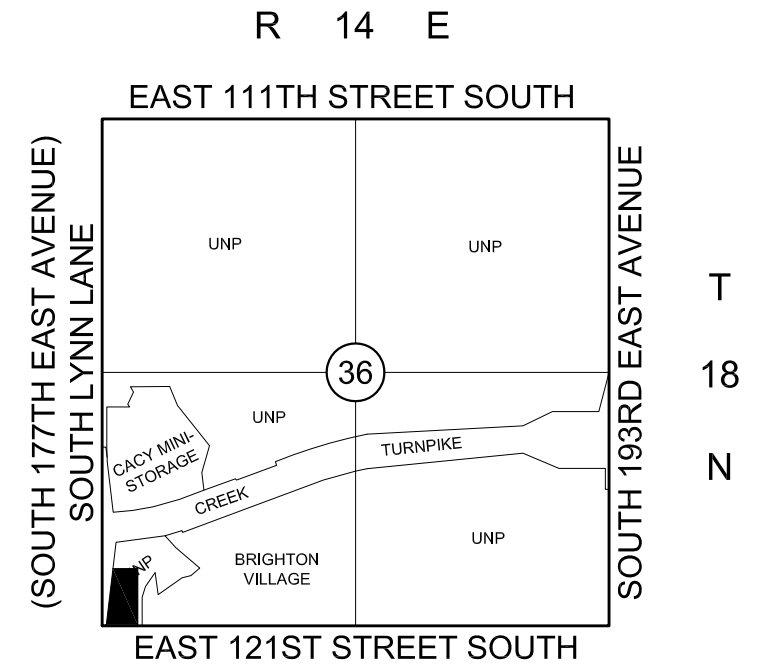 R 14 E
EAST 111TH STREET SOUTH
(SOUTH 177TH EAST AVENUE)
SOUTH LYNN LANE
SOUTH 193RD EAST AVENUE
T
18
N
UNP
UNP
36
UNP
CACY MINI-
STORAGE
CREEK
TURNPIKE
UNP
NP
BRIGHTON
VILLAGE
EAST 121ST STREET SOUTH